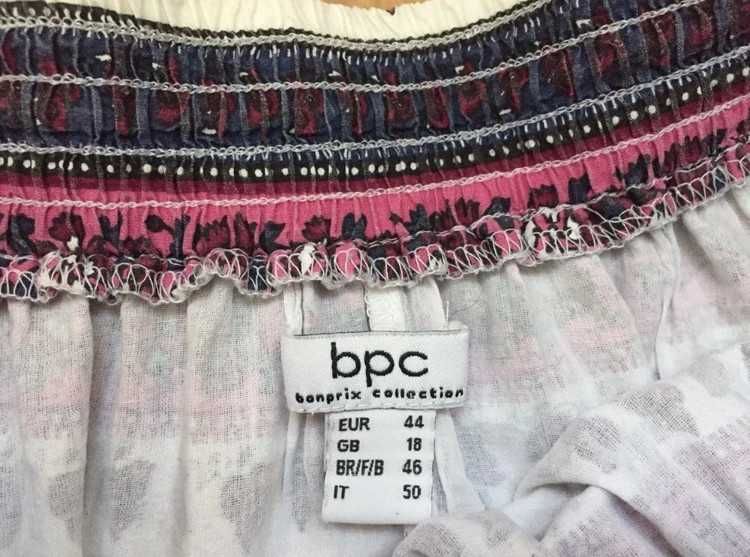 bpc
bonprix collection
EUR 44
GB 18
BR/F/B 46
IT 50